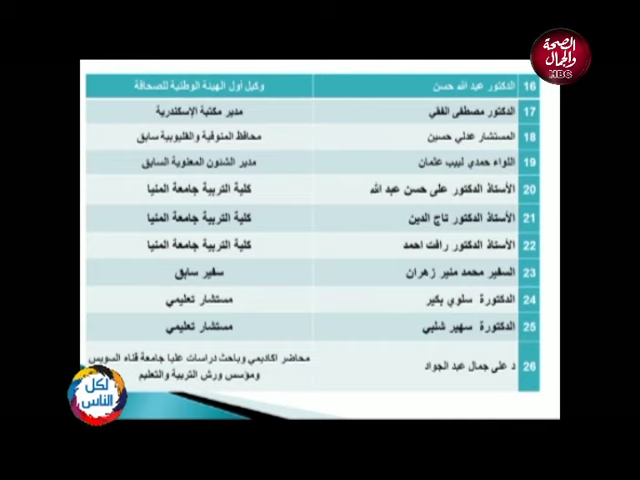 الصحة
والجمال
HBC
16 الدكتور عبد الله حسن وكيل أول الهيئة الوطنية للصحافة
17 الدكتور مصطفى الفقي مدير مكتبة الإسكندرية
18 المستشار عدلي حسين محافظ المنوفية والقليوبية سابق
19 اللواء حمدي لبيب عثمان مدير الشئون المعنوية السابق
20 الأستاذ الدكتور على حسن عبد الله كلية التربية جامعة المنيا
21 الأستاذ الدكتور تاج الدين كلية التربية جامعة المنيا
22 الأستاذ الدكتور رافت احمد كلية التربية جامعة المنيا
23 السفير محمد منير زهران سفير سابق
24 الدكتورة سلوي بكير مستشار تعليمي
25 الدكتورة سهير شلبي مستشار تعليمي
26 د على جمال عبد الجواد محاضر اكاديمي وباحث دراسات عليا جامعة قناه السويس
ومؤسس ورش التربية والتعليم
لكل
الناس